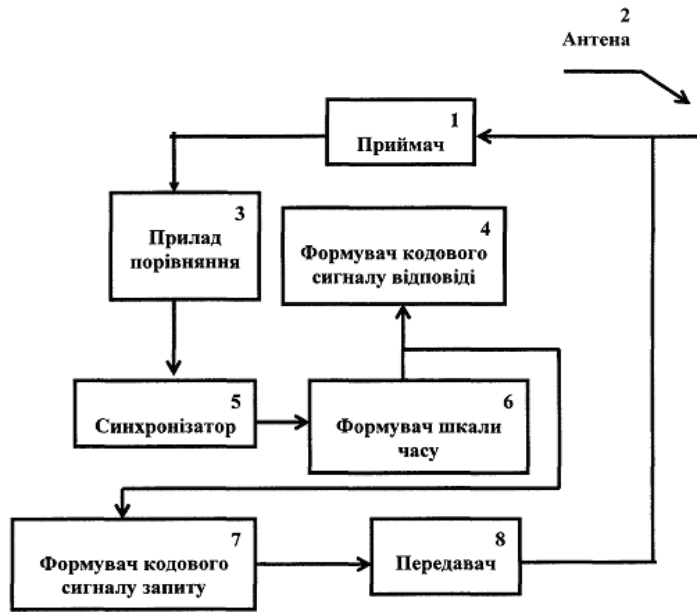 2
Антена
1
Приймач
3
Прилад
порівняння
4
Формувач кодового
сигналу відповіді
5
Синхронізатор
6
Формувач шкали
часу
7
Формувач кодового
сигналу запиту
8
Передавач